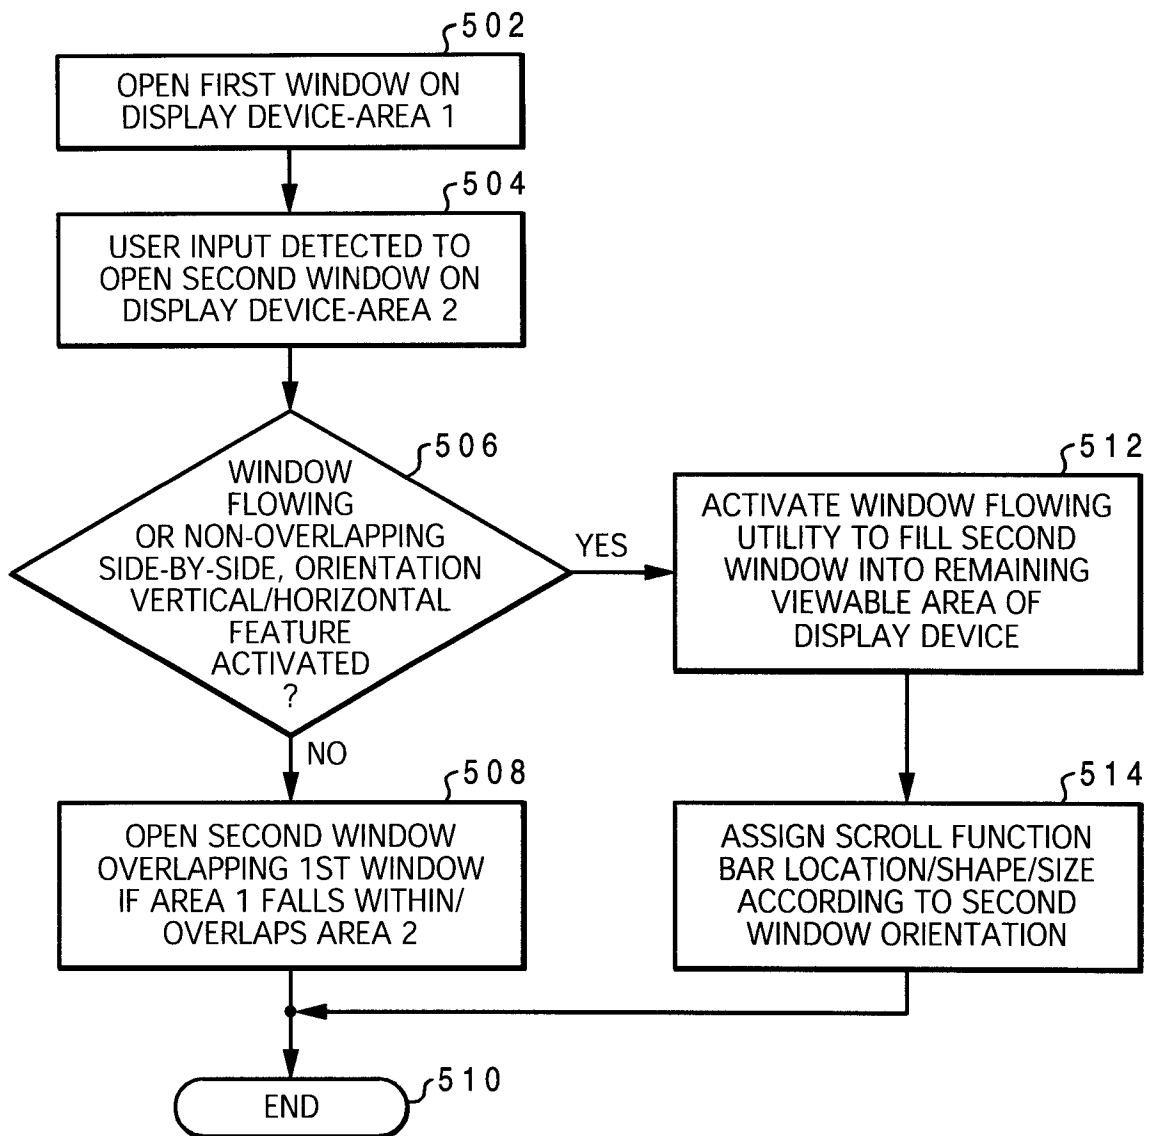 502
OPEN FIRST WINDOW ON
DISPLAY DEVICE-AREA 1
504
USER INPUT DETECTED TO
OPEN SECOND WINDOW ON
DISPLAY DEVICE-AREA 2
506
WINDOW
FLOWING
OR NON-OVERLAPPING
SIDE-BY-SIDE, ORIENTATION
VERTICAL/HORIZONTAL
FEATURE
ACTIVATED
?
YES
NO
512
ACTIVATE WINDOW FLOWING
UTILITY TO FILL SECOND
WINDOW INTO REMAINING
VIEWABLE AREA OF
DISPLAY DEVICE
508
OPEN SECOND WINDOW
OVERLAPPING 1ST WINDOW
IF AREA 1 FALLS WITHIN/
OVERLAPS AREA 2
514
ASSIGN SCROLL FUNCTION
BAR LOCATION/SHAPE/SIZE
ACCORDING TO SECOND
WINDOW ORIENTATION
510
END